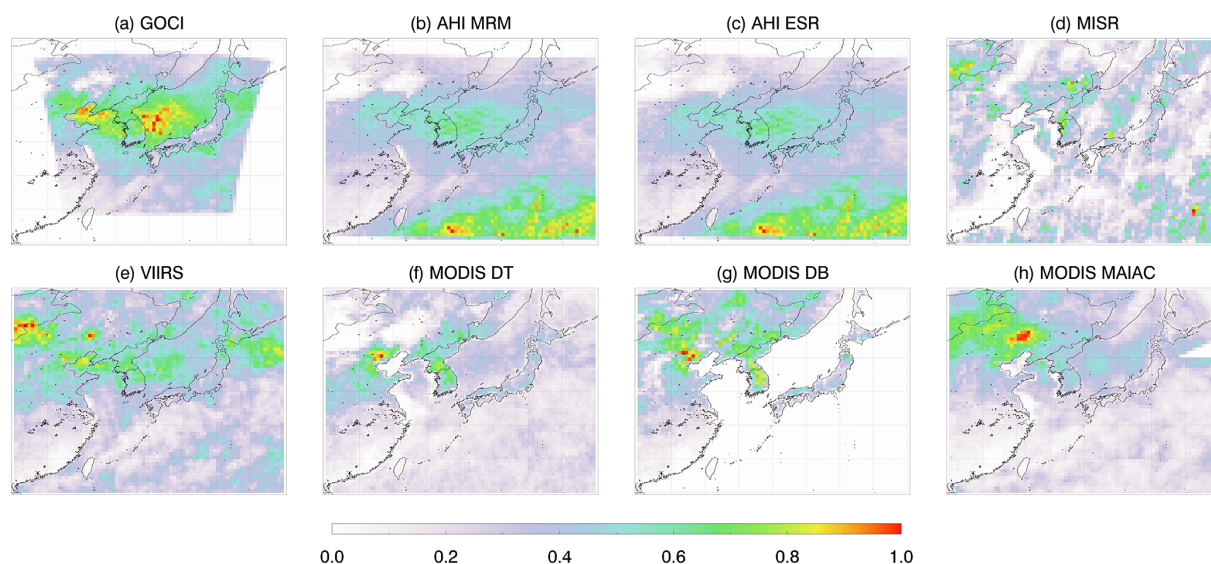 (a) GOCI (b) AHI MRM (c) AHI ESR (d) MISR
(e) VIIRS (f) MODIS DT (g) MODIS DB (h) MODIS MAIAC
0.0 0.2 0.4 0.6 0.8 1.0